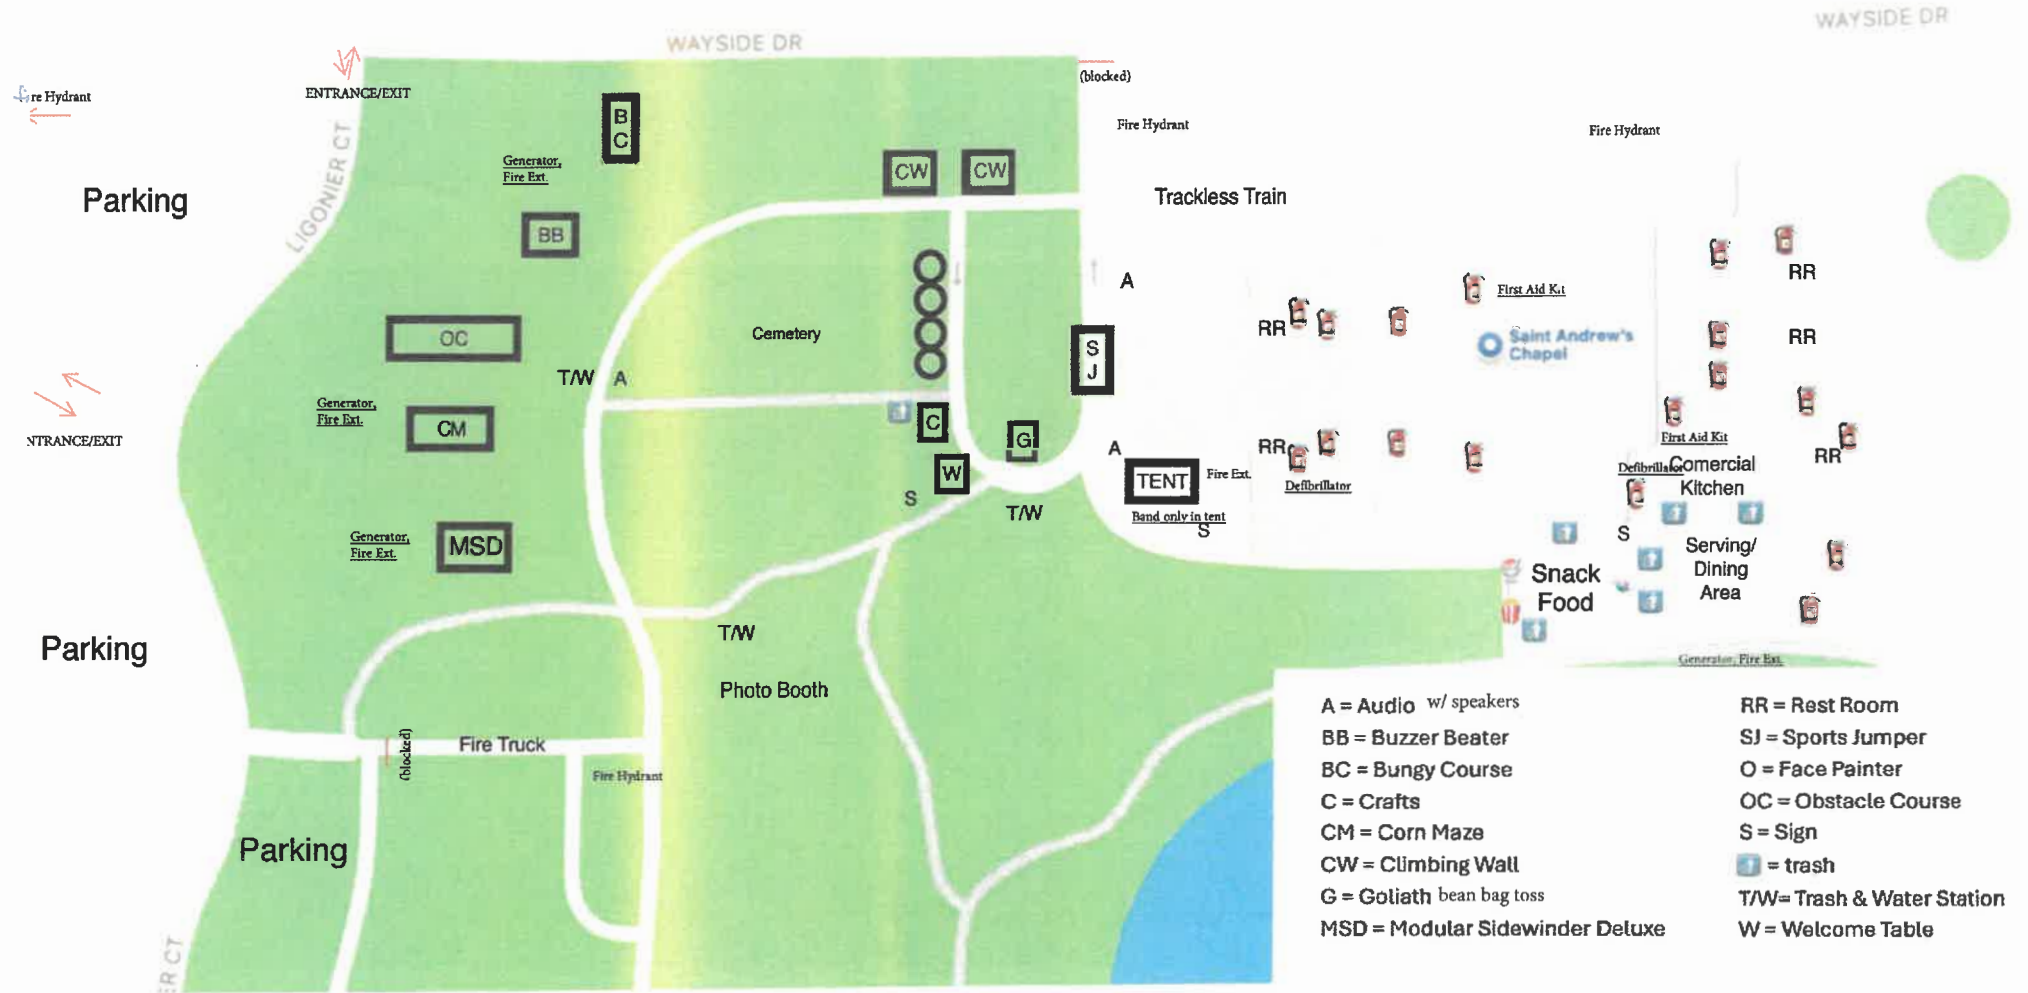 WAYSIDE DR
WAYSIDE DR
re Hydrant
ENTRANCE/EXIT
(blocked)
Fire Hydrant
Fire Hydrant
B
C
LIGONIER CT
Generator,
Fire Ext.
CW
CW
Parking
Trackless Train
BB
A
First Aid Kit
RR
RR
OC
Cemetery
S
J
RR
Saint Andrew's
Chapel
RR
T/W
A
Generator,
Fire Ext.
CM
NTRANCE/EXIT
C
G
A
RR
First Aid Kit
RR
W
TENT
Fire Ext.
Defibrillator
Defibrillator
Comercial
Kitchen
S
T/W
Band only in tent
S
S
Generator,
Fire Ext.
MSD
Serving/
Dining
Area
Snack
Food
T/W
Parking
Generator, Fire Ext.
Photo Booth
Fire Truck
(blocked)
Fire Hydrant
Parking
ER CT
A = Audio w/ speakers
BB = Buzzer Beater
BC = Bungy Course
C = Crafts
CM = Corn Maze
CW = Climbing Wall
G = Goliath bean bag toss
MSD = Modular Sidewinder Deluxe
RR = Rest Room
SJ = Sports Jumper
O = Face Painter
OC = Obstacle Course
S = Sign
= trash
T/W= Trash & Water Station
W = Welcome Table